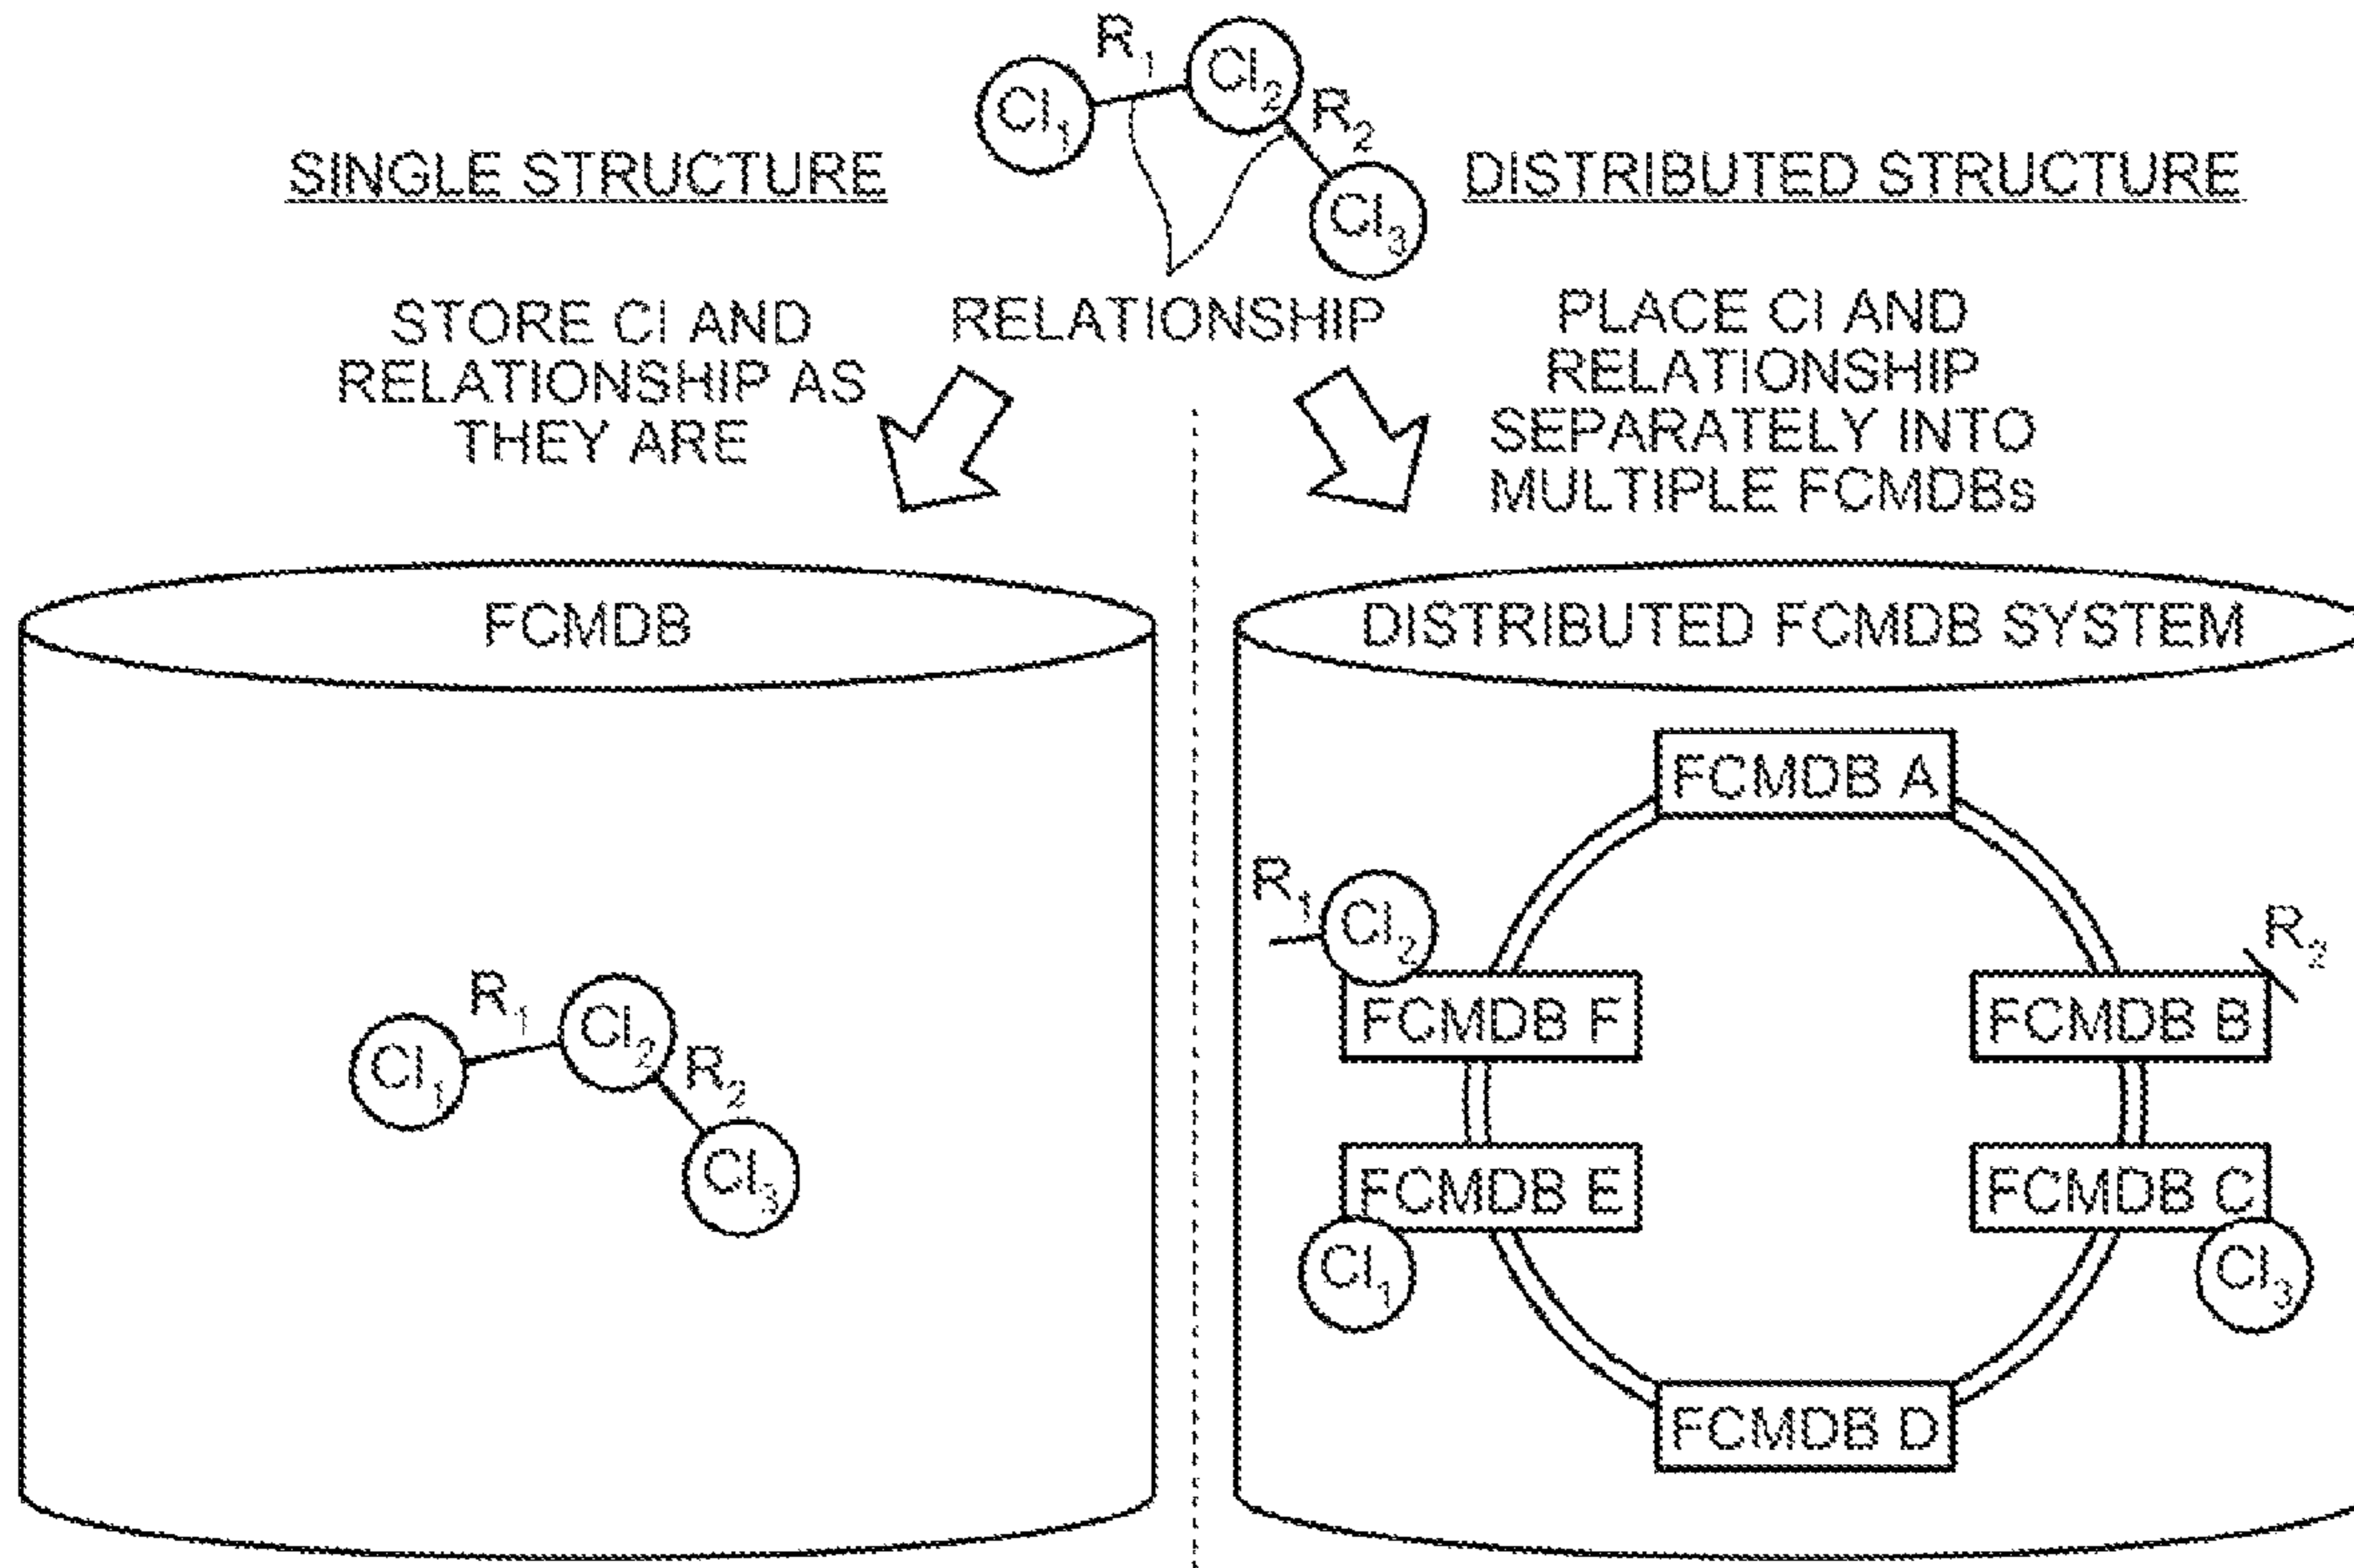 R1
CI1
CI2
R2
CI3
SINGLE STRUCTURE
DISTRIBUTED STRUCTURE
RELATIONSHIP
STORE CI AND
RELATIONSHIP AS
THEY ARE
PLACE CI AND
RELATIONSHIP
SEPARATELY INTO
MULTIPLE FCMDBs
FCMDB
R1
CI1
CI2
R2
CI3
DISTRIBUTED FCMDB SYSTEM
FCMDB A
R1
CI2
R2
FCMDB F
FCMDB B
FCMDB E
FCMDB C
CI1
CI3
FCMDB D